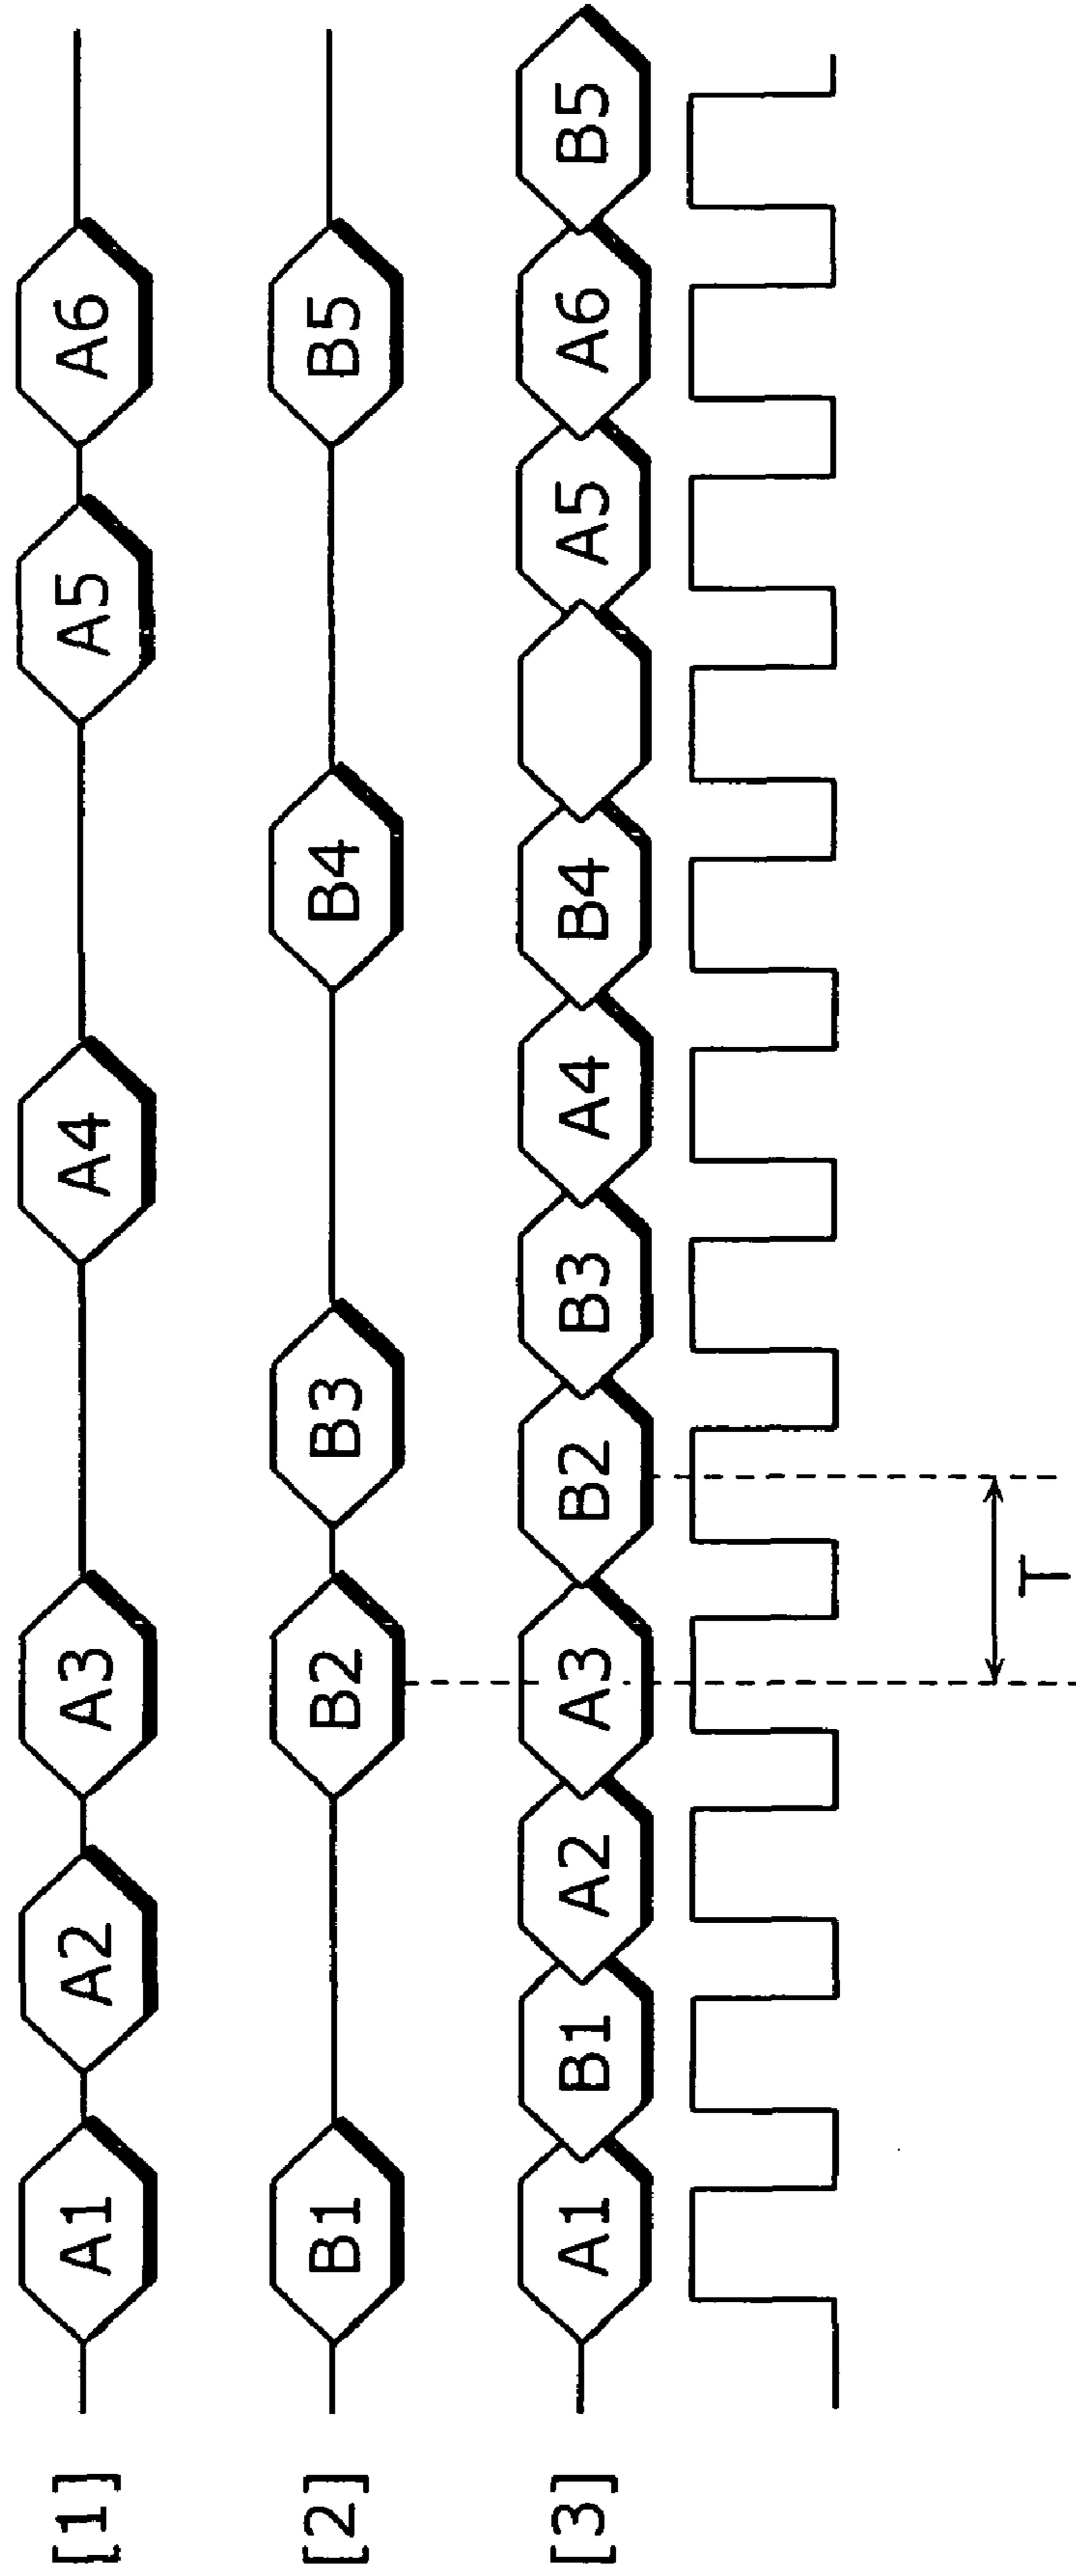 [1] A1 A2 A3 A4 A5 A6
[2] B1 B2 B3 B4 B5
[3] A1 B1 A2 A3 B2 B3 A4 B4 A5 A6 B5
T